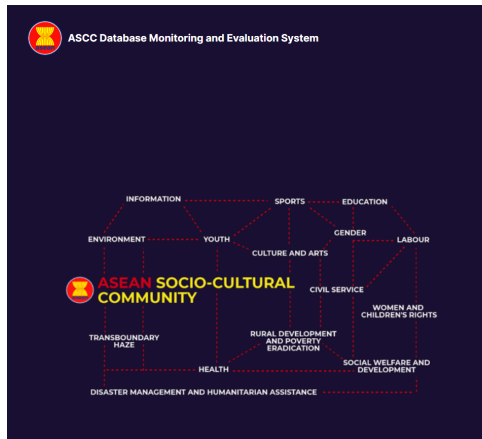 ASCC Database Monitoring and Evaluation System
INFORMATION
SPORTS
EDUCATION
ENVIRONMENT
YOUTH
GENDER
LABOUR
CULTURE AND ARTS
ASEAN SOCIO-CULTURAL
COMMUNITY
CIVIL SERVICE
WOMEN AND
CHILDREN'S RIGHTS
TRANSBOUNDARY
HAZE
RURAL DEVELOPMENT
AND POVERTY
ERADICATION
HEALTH
SOCIAL WELFARE AND
DEVELOPMENT
DISASTER MANAGEMENT AND HUMANITARIAN ASSISTANCE